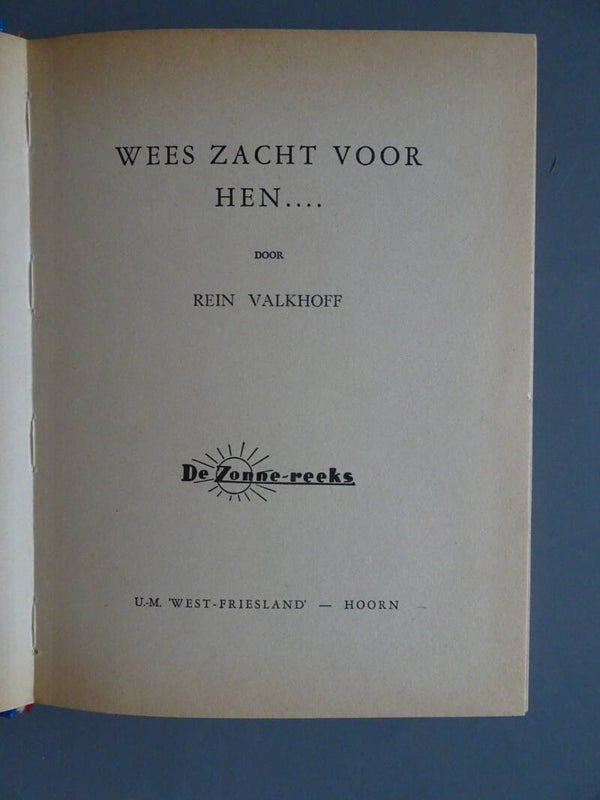 WEES ZACHT VOOR
HEN....
DOOR
REIN VALKHOFF
De Zonne-reeks
U.-M. 'WEST-FRIESLAND' — HOORN